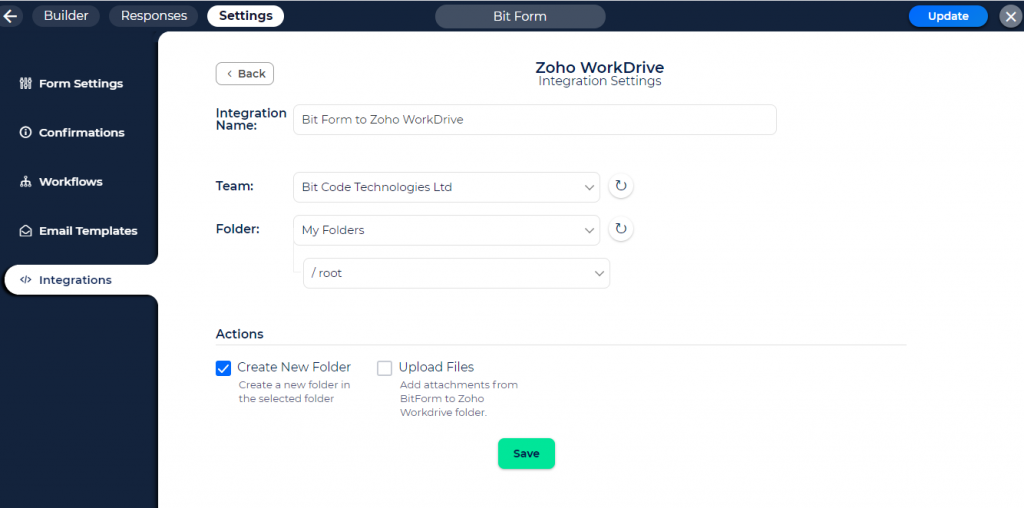 Builder
Responses
Settings
Bit Form
Update
Form Settings
Confirmations
Workflows
Email Templates
Integrations
Back
Zoho WorkDrive
Integration Settings
Integration
Name:
Bit Form to Zoho WorkDrive
Team:
Bit Code Technologies Ltd
Folder:
My Folders
/ root
Actions
Create New Folder
Create a new folder in
the selected folder
Upload Files
Add attachments from
BitForm to Zoho
Workdrive folder.
Save